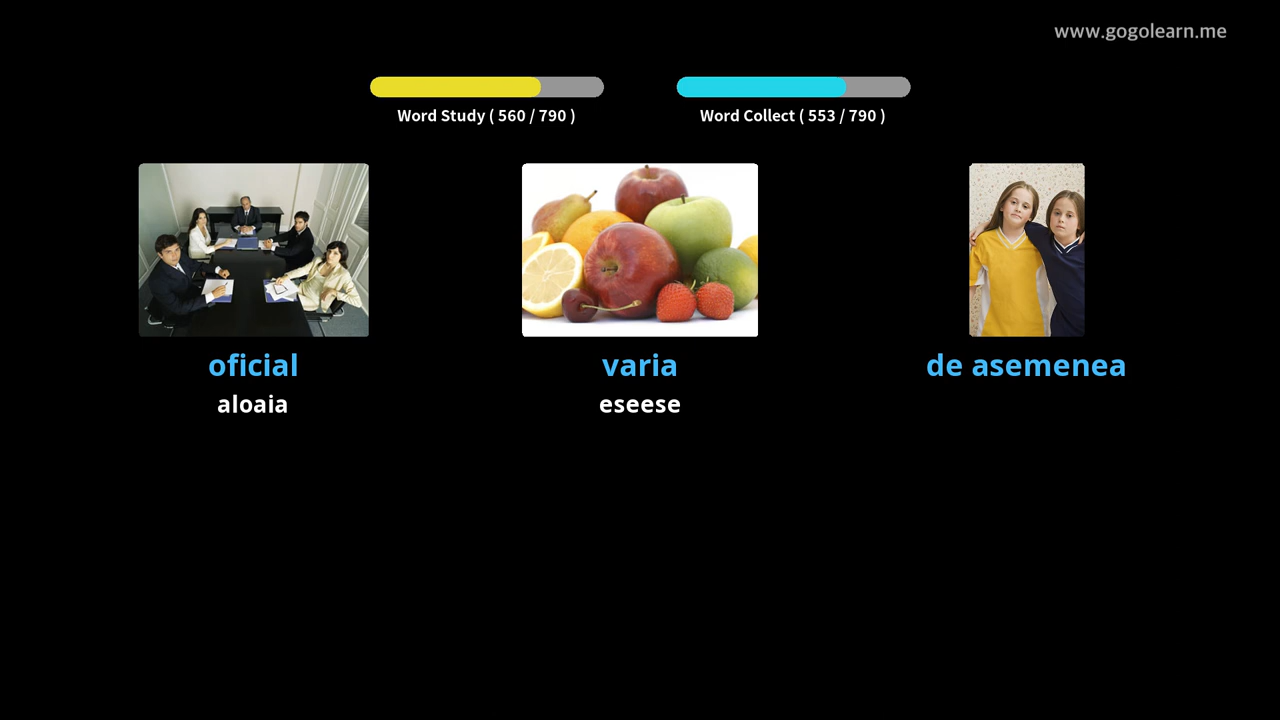 www.gogolearn.me
Word Study ( 560 / 790 )
Word Collect ( 553 / 790 )
oficial
aloaia
varia
eseese
de asemenea